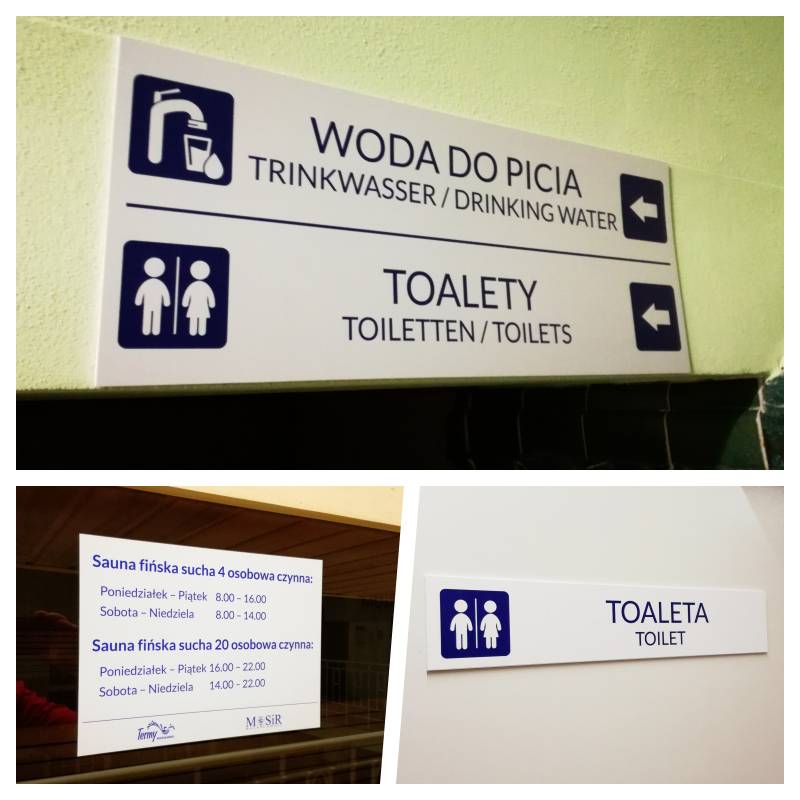 WODA DO PICIA
TRINKWASSER / DRINKING WATER
TOALETY
TOILETTEN / TOILETS
Sauna fińska sucha 4 osobowa czynna:
Poniedziałek – Piątek 8.00 – 16.00
Sobota – Niedziela 8.00 – 14.00
Sauna fińska sucha 20 osobowa czynna:
Poniedziałek – Piątek 16.00 – 22.00
Sobota – Niedziela 14.00 – 22.00
Termy
MOSiR
TOALETA
TOILET